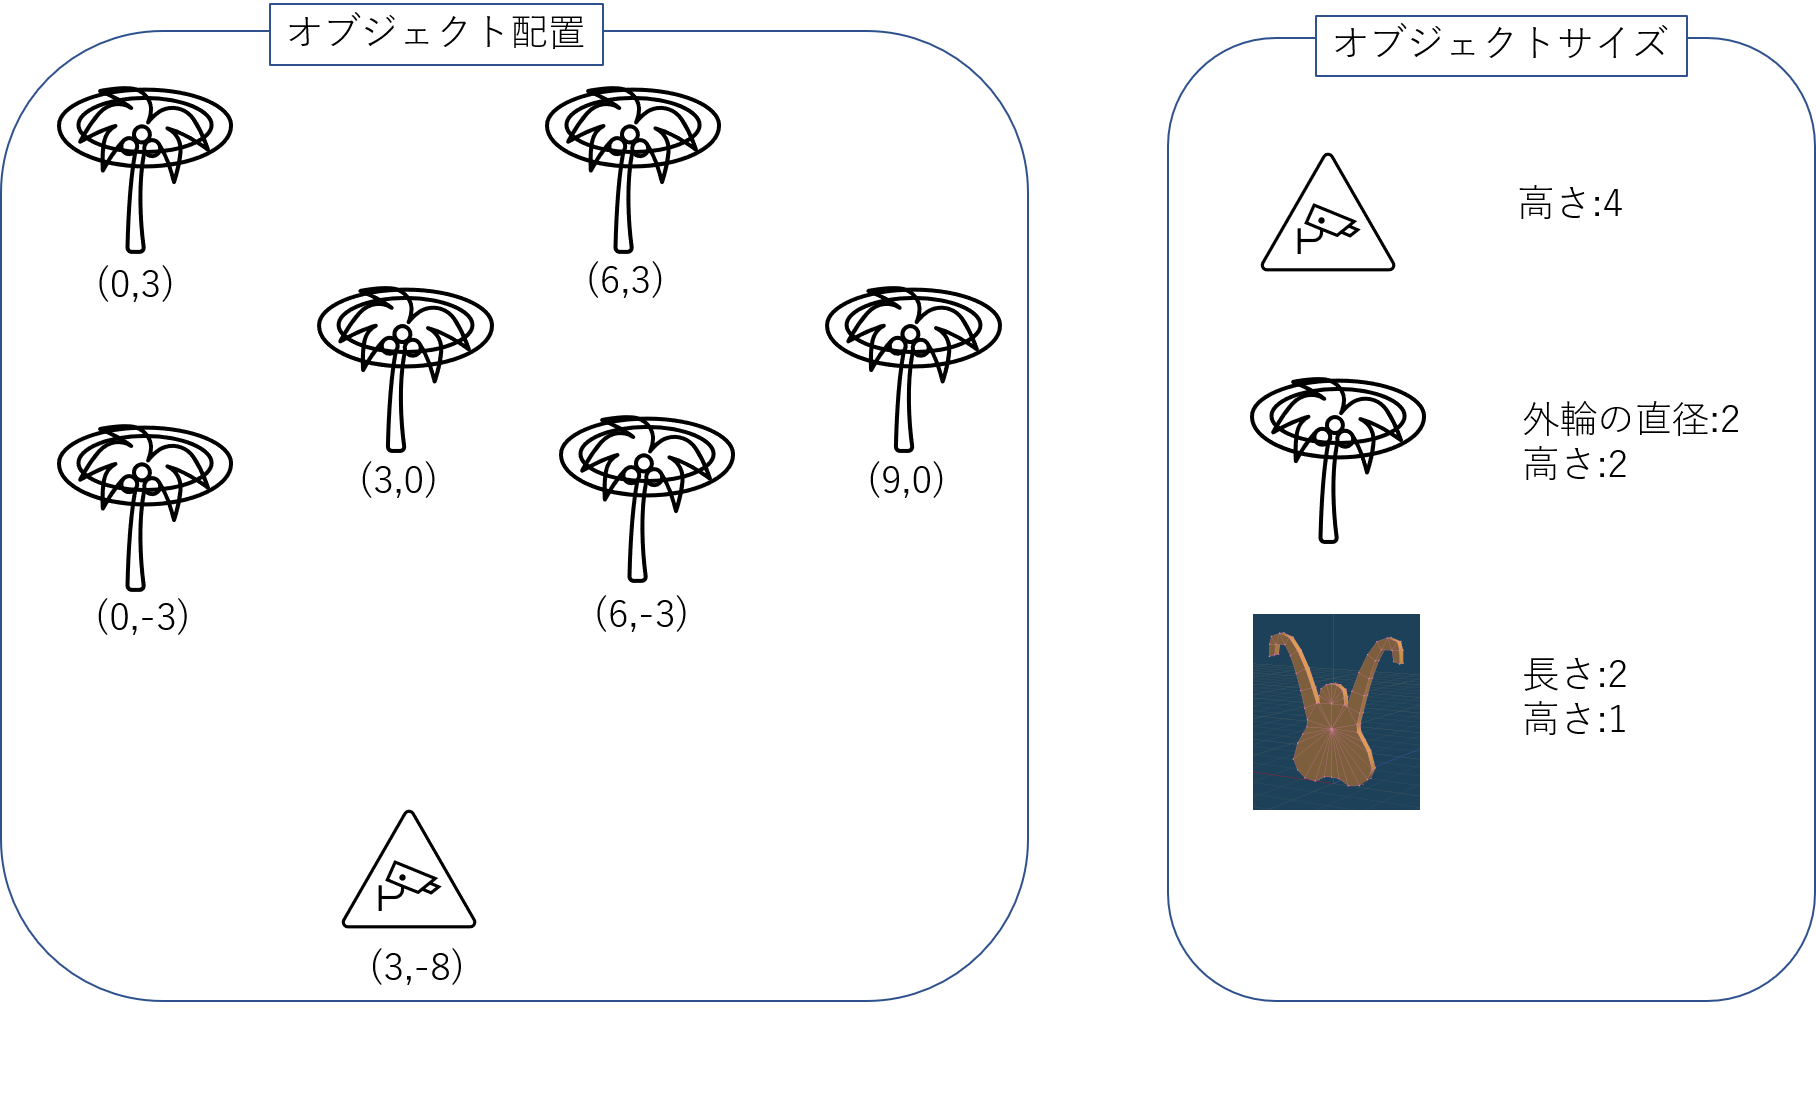 オブジェクト配置
(0,3)
(6,3)
(3,0)
(9,0)
(0,-3)
(6,-3)
(3,-8)
オブジェクトサイズ
高さ:4
外輪の直径:2
高さ:2
長さ:2
高さ:1